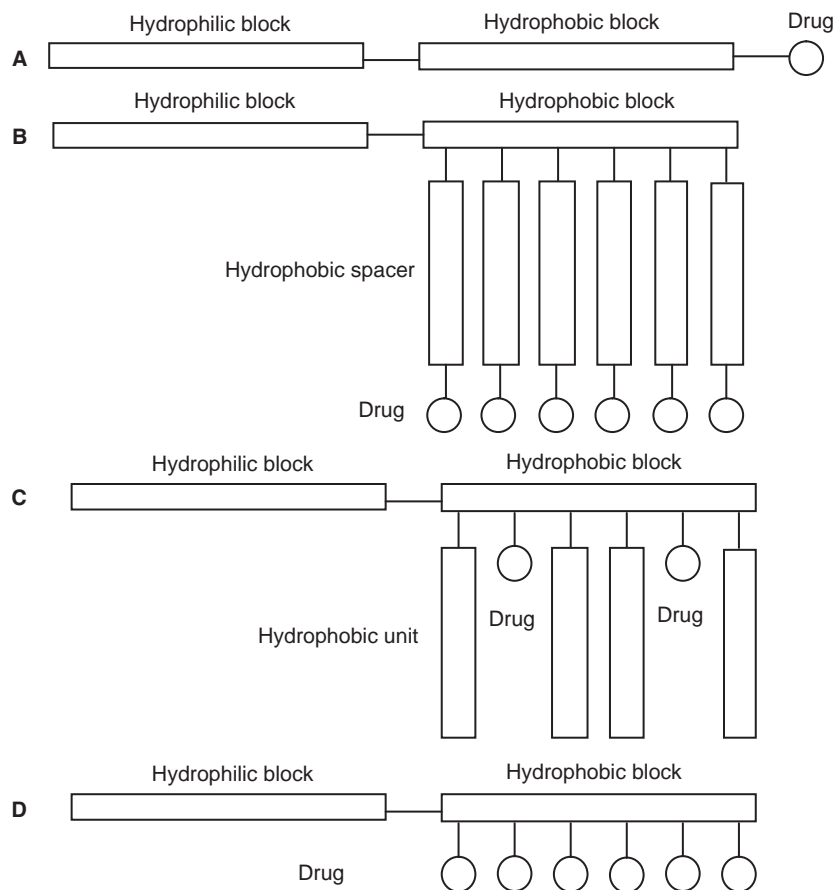 Hydrophilic block Hydrophobic block Drug
A
Hydrophilic block Hydrophobic block
B
Hydrophobic spacer
Drug
Hydrophilic block Hydrophobic block
C
Drug Drug
Hydrophobic unit
Hydrophilic block Hydrophobic block
D
Drug